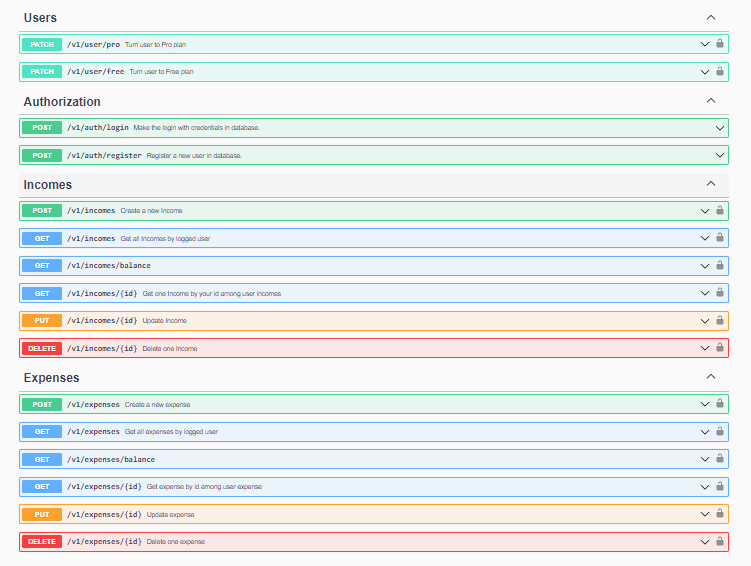 Users
PATCH /v1/user/pro Turn user to Pro plan
PATCH /v1/user/free Turn user to Free plan
Authorization
POST /v1/auth/login Make the login with credentials in database.
POST /v1/auth/register Register a new user in database.
Incomes
POST /v1/incomes Create a new Income
GET /v1/incomes Get all Incomes by logged user
GET /v1/incomes/balance
GET /v1/incomes/{id} Get one Income by your id among user incomes
PUT /v1/incomes/{id} Update Income
DELETE /v1/incomes/{id} Delete one Income
Expenses
POST /v1/expenses Create a new expense
GET /v1/expenses Get all expenses by logged user
GET /v1/expenses/balance
GET /v1/expenses/{id} Get expense by id among user expense
PUT /v1/expenses/{id} Update expense
DELETE /v1/expenses/{id} Delete one expense